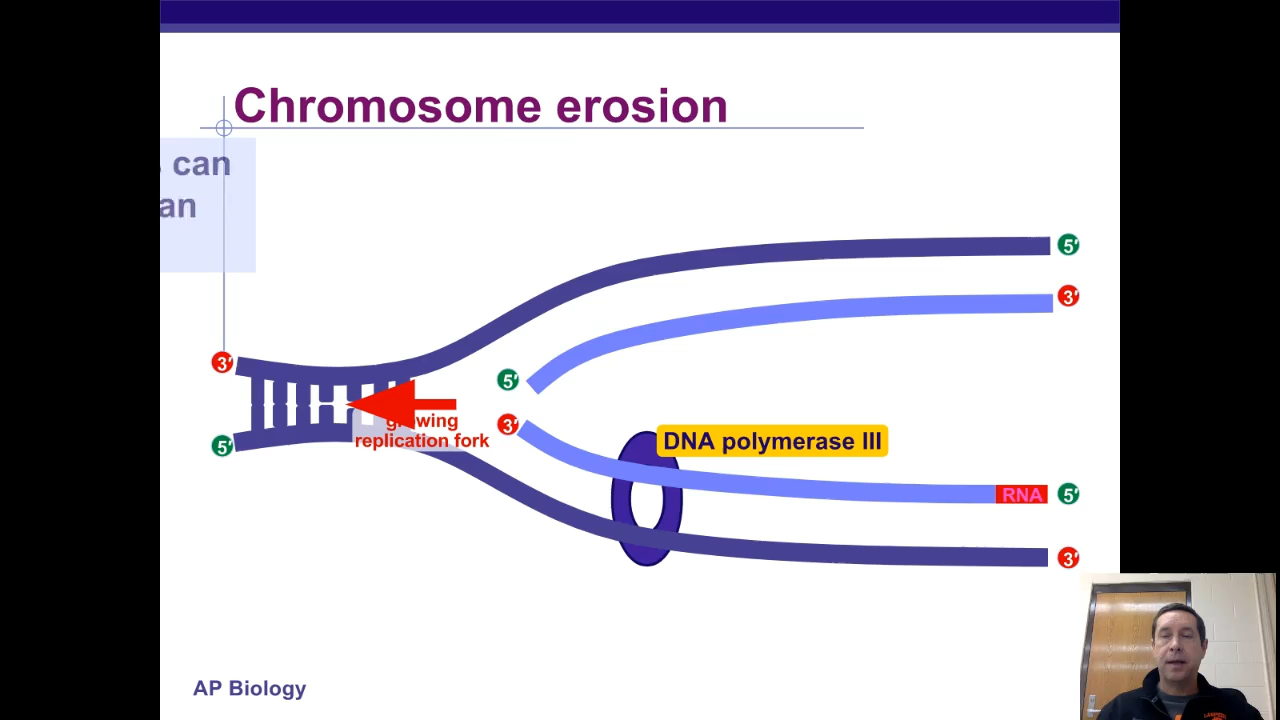 Chromosome erosion
can
an
5′
3′
3′
5′
growing
replication fork
3′
DNA polymerase III
5′
RNA
5′
3′
AP Biology